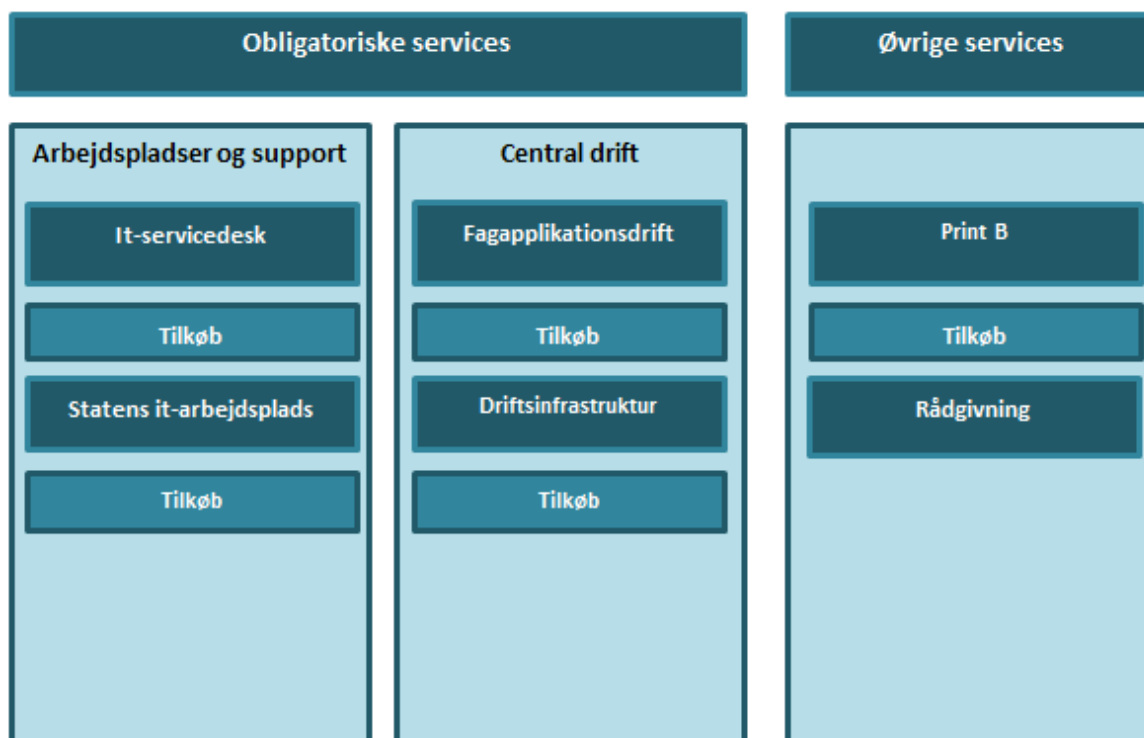 Obligatoriske services
Øvrige services
Arbejdspladser og support
It-servicedesk
Tilkøb
Statens it-arbejdsplads
Tilkøb
Central drift
Fagapplikationsdrift
Tilkøb
Driftsinfrastruktur
Tilkøb
Print B
Tilkøb
Rådgivning